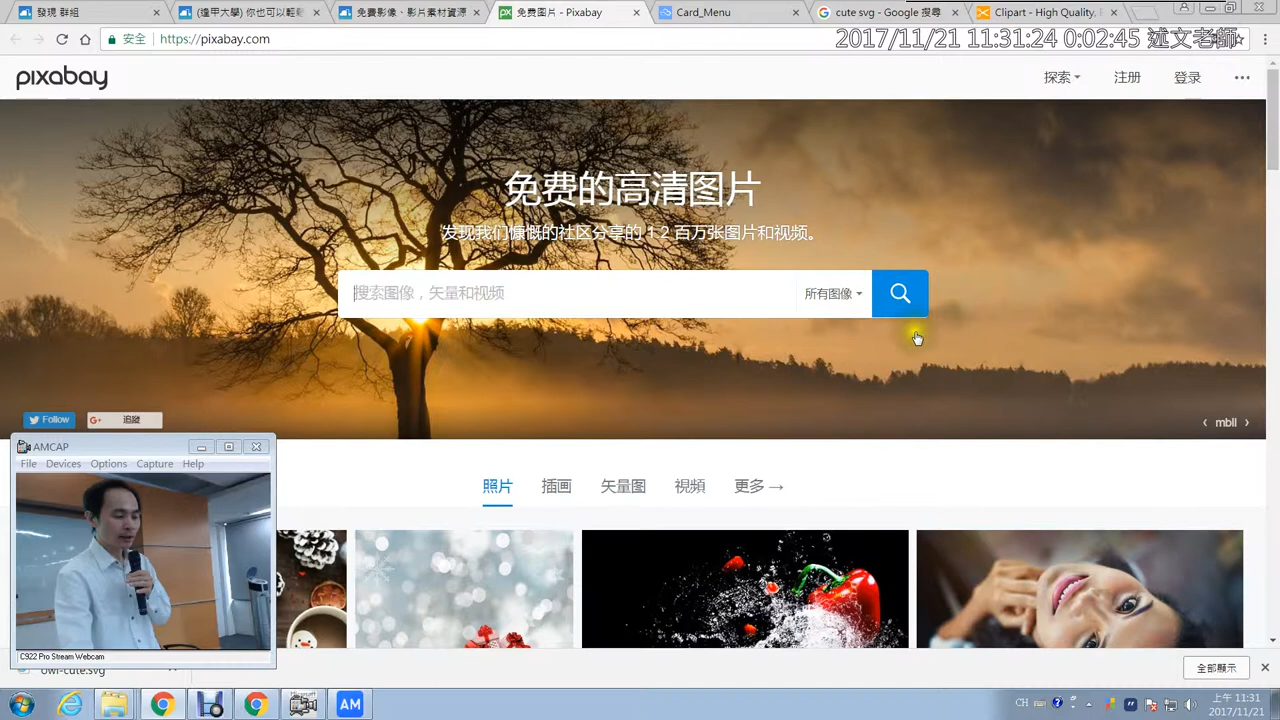 發現 群組
(逢甲大學) 你也可以輕鬆
免費影像、影片素材資源
免费图片 - Pixabay
Card_Menu
cute svg - Google 搜尋
Clipart - High Quality, 
安全
https://pixabay.com
2017/11/21 11:31:24 0:02:45
pixabay
探索
注册
登录
免费的高清图片
发现我们慷慨的社区分享的 1 2 百万张图片和视频。
搜索图像，矢量和视频
所有图像
Follow
G+ 追蹤
‹ mbll ›
照片
插画
矢量图
视频
更多 →
AMCAP
File Devices Options Capture Help
C922 Pro Stream Webcam
owl-cute.svg
全部顯示
AM
CH
上午 11:31
2017/11/21